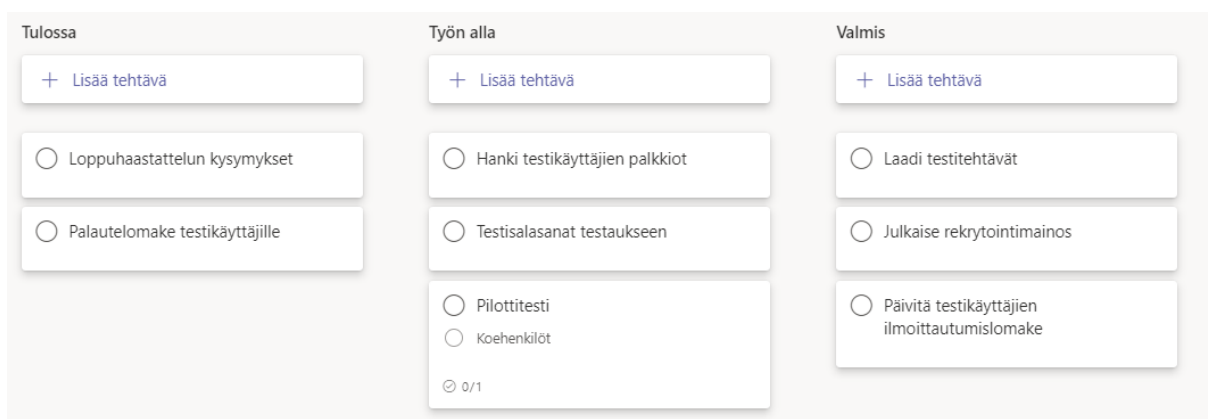 Tulossa
+ Lisää tehtävä
Loppuhaastattelun kysymykset
Palautelomake testikäyttäjille
Työn alla
+ Lisää tehtävä
Hanki testikäyttäjien palkkiot
Testisalasanat testaukseen
Pilottitesti
Koehenkilöt
0/1
Valmis
+ Lisää tehtävä
Laadi testitehtävät
Julkaise rekrytointimainos
Päivitä testikäyttäjien
ilmoittautumislomake